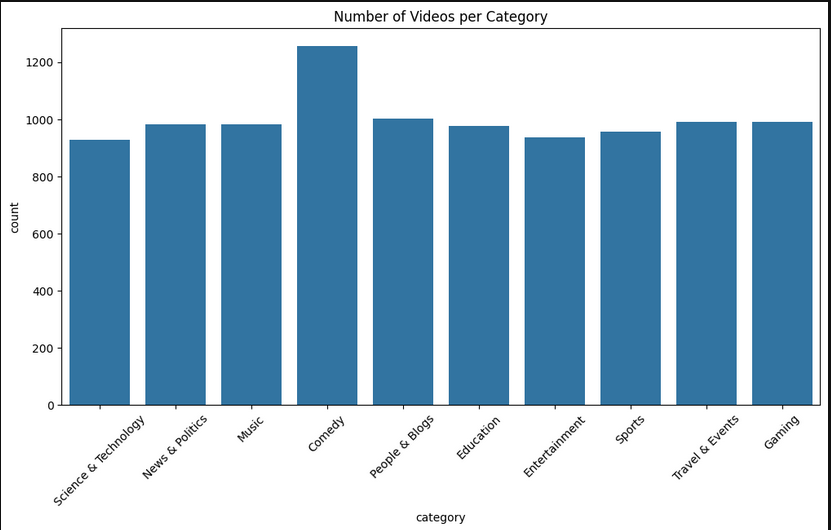 Number of Videos per Category
1200
1000
800
600
400
200
0
count
Science & Technology
News & Politics
Music
Comedy
People & Blogs
Education
Entertainment
Sports
Travel & Events
Gaming
category